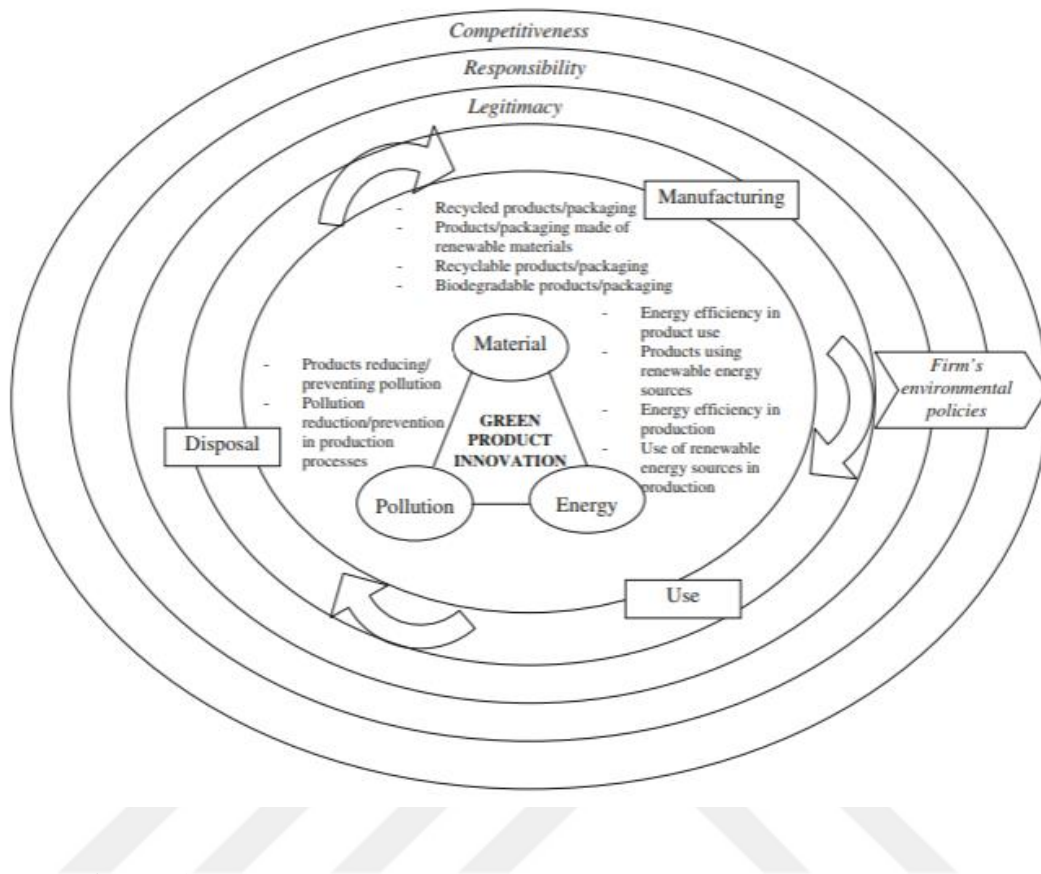 Competitiveness
Responsibility
Legitimacy
Manufacturing
- Recycled products/packaging
- Products/packaging made of
renewable materials
- Recyclable products/packaging
- Biodegradable products/packaging
- Energy efficiency in
product use
- Products using
renewable energy
sources
- Energy efficiency in
production
- Use of renewable
energy sources in
production
Firm's
environmental
policies
Material
- Products reducing/
preventing pollution
- Pollution
reduction/prevention
in production
processes
GREEN
PRODUCT
INNOVATION
Disposal
Pollution
Energy
Use